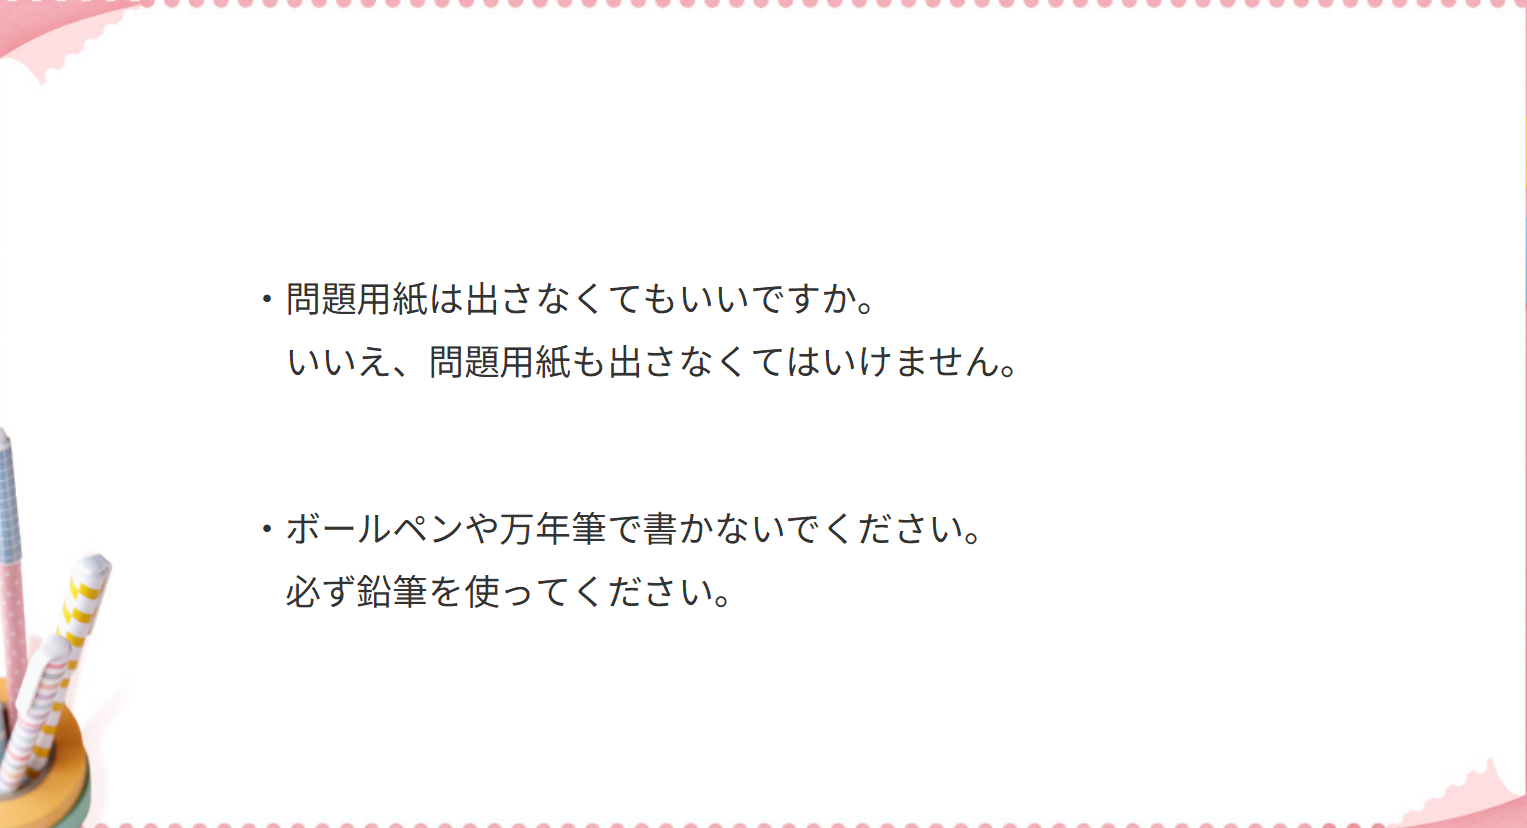 ・問題用紙は出さなくてもいいですか。
いいえ、問題用紙も出さなくてはいけません。
・ボールペンや万年筆で書かないでください。
必ず鉛筆を使ってください。